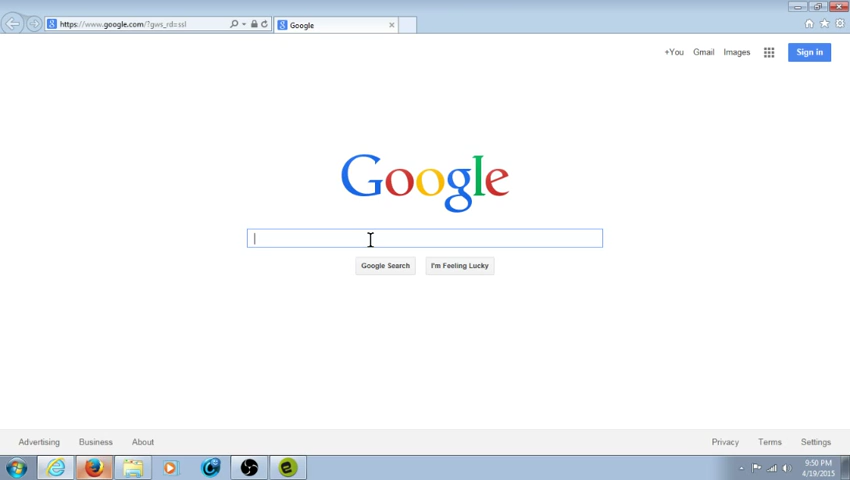 https://www.google.com/?gws_rd=ssl
Google
+You Gmail Images Sign in
Google
Google Search I'm Feeling Lucky
Advertising Business About Privacy Terms Settings
9:50 PM
4/19/2015